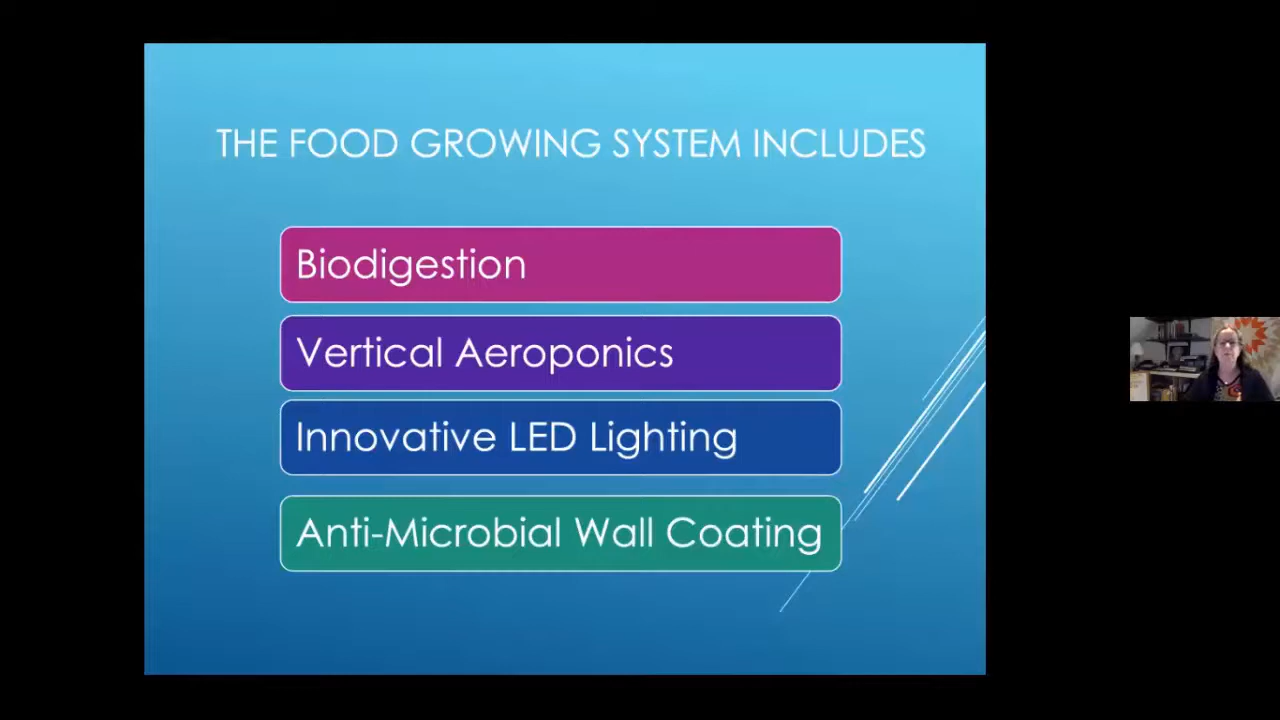 THE FOOD GROWING SYSTEM INCLUDES
Biodigestion
Vertical Aeroponics
Innovative LED Lighting
Anti-Microbial Wall Coating